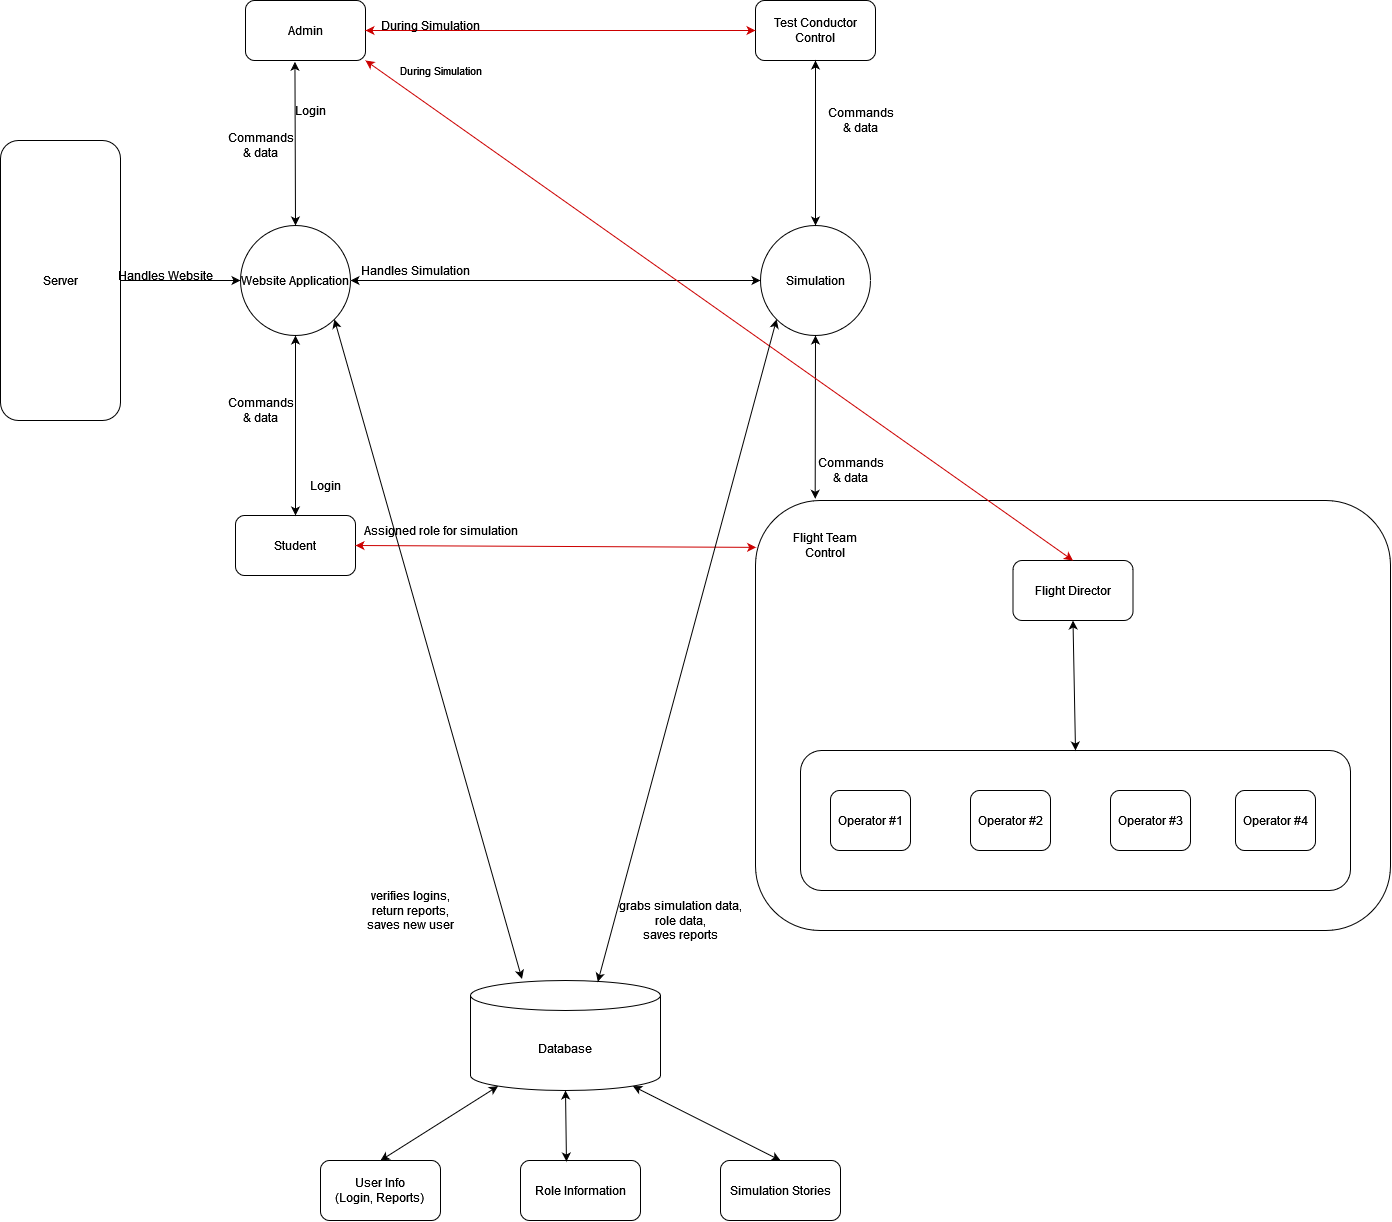 Admin
During Simulation
Test Conductor
Control
During Simulation
Login
Commands
& data
Commands
& data
Server
Handles Website
Website Application
Handles Simulation
Simulation
Commands
& data
Login
Commands
& data
Student
Assigned role for simulation
Flight Team
Control
Flight Director
Operator #1
Operator #2
Operator #3
Operator #4
verifies logins,
return reports,
saves new user
grabs simulation data,
role data,
saves reports
Database
User Info
(Login, Reports)
Role Information
Simulation Stories